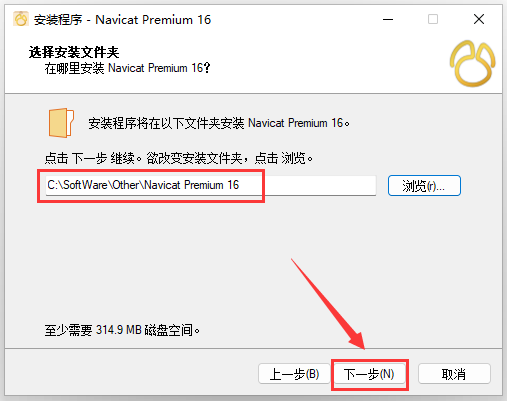 安装程序 - Navicat Premium 16
选择安装文件夹
在哪里安装 Navicat Premium 16?
安装程序将在以下文件夹安装 Navicat Premium 16。
点击 下一步 继续。欲改变安装文件夹，点击 浏览。
C:\SoftWare\Other\Navicat Premium 16
浏览(r)...
至少需要 314.9 MB 磁盘空间。
上一步(B)
下一步(N)
取消